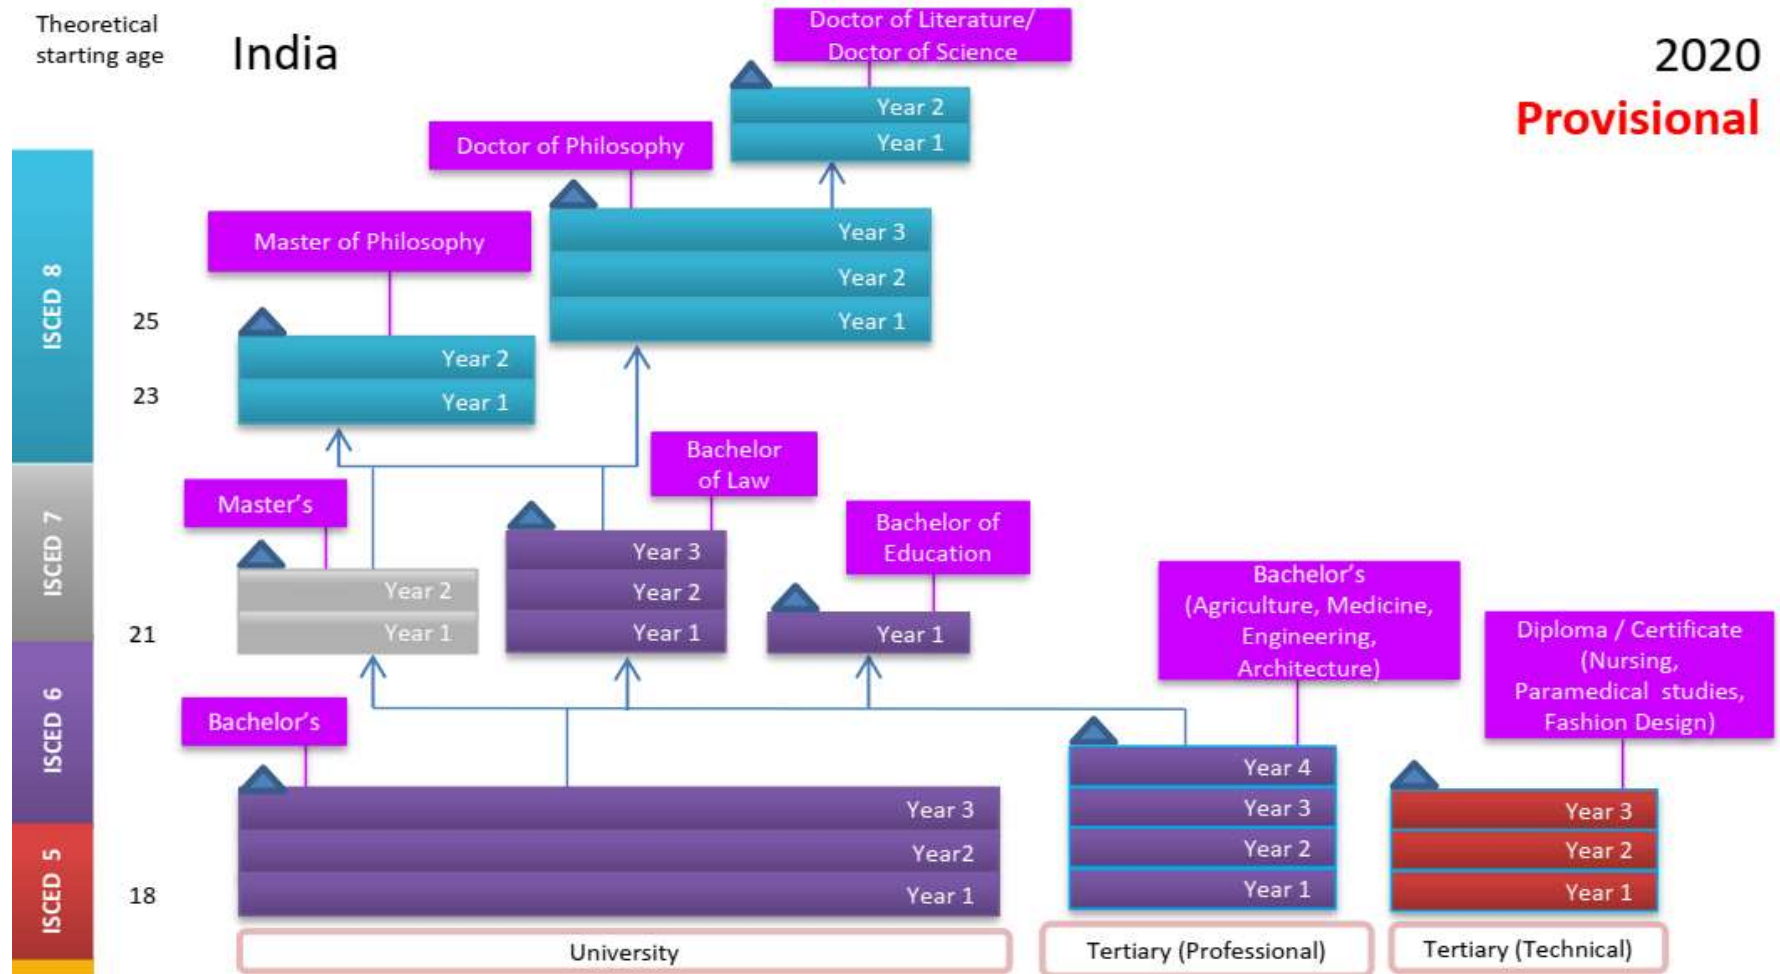 Theoretical
starting age
India
2020
Provisional
Doctor of Literature/
Doctor of Science
Year 2
Year 1
Doctor of Philosophy
Year 3
Year 2
Year 1
Master of Philosophy
Year 2
Year 1
ISCED 8
25
23
Bachelor
of Law
Master's
Year 3
Year 2
Year 1
Bachelor of
Education
Year 2
Year 1
Year 1
ISCED 7
21
Bachelor's
(Agriculture, Medicine,
Engineering,
Architecture)
Diploma / Certificate
(Nursing,
Paramedical studies,
Fashion Design)
ISCED 6
Bachelor's
Year 3
Year2
Year 1
Year 4
Year 3
Year 2
Year 1
Year 3
Year 2
Year 1
ISCED 5
18
University
Tertiary (Professional)
Tertiary (Technical)